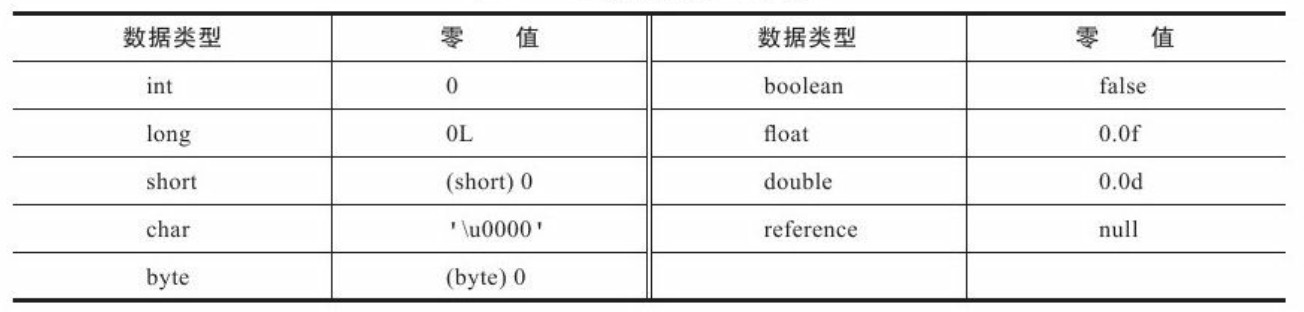 数据类型 零 值 数据类型 零 值
int 0 boolean false
long 0L float 0.0f
short (short) 0 double 0.0d
char '\u0000' reference null
byte (byte) 0